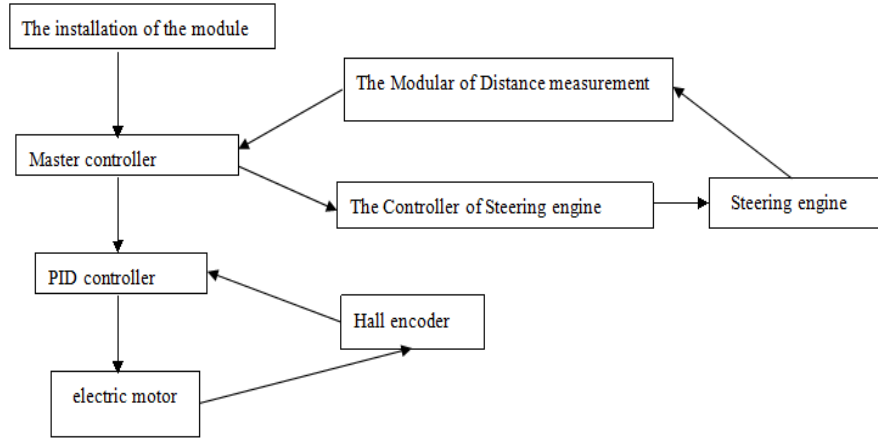 The installation of the module
The Modular of Distance measurement
Master controller
The Controller of Steering engine
Steering engine
PID controller
Hall encoder
electric motor